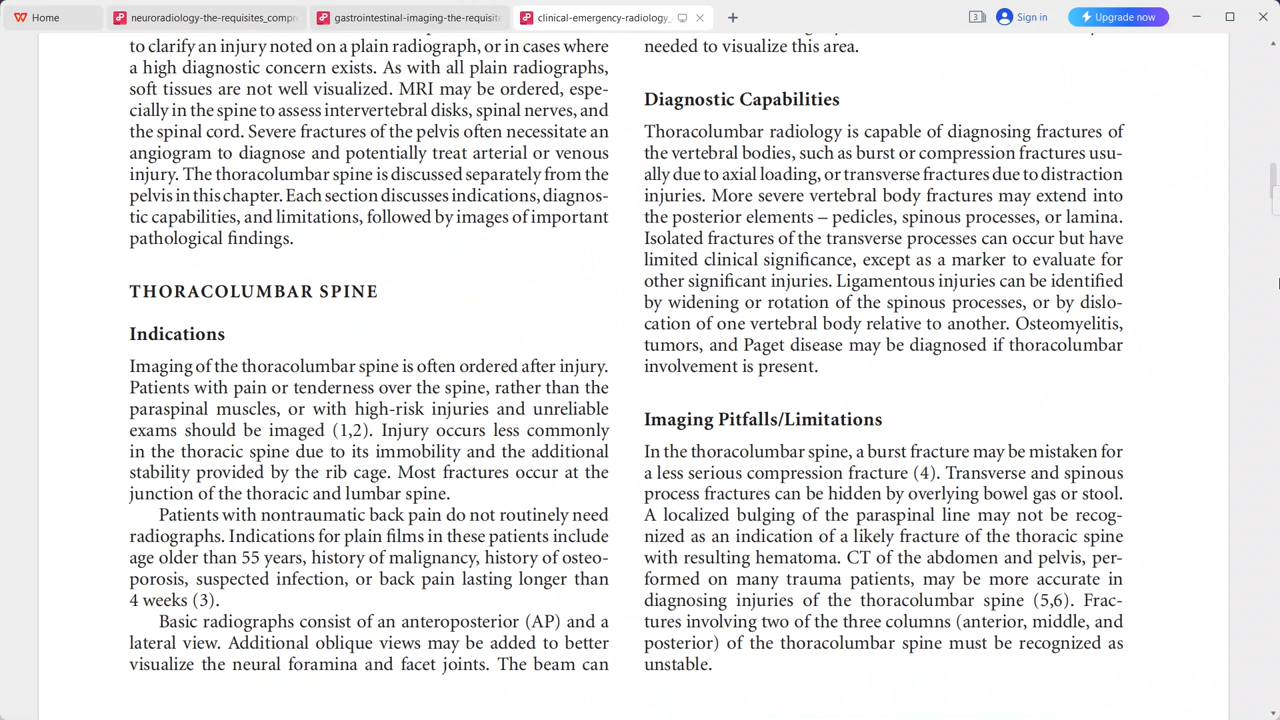 Home
neuroradiology-the-requisites_compr
gastrointestinal-imaging-the-requisite
clinical-emergency-radiology_
3
Sign in
Upgrade now
to clarify an injury noted on a plain radiograph, or in cases where
a high diagnostic concern exists. As with all plain radiographs,
soft tissues are not well visualized. MRI may be ordered, espe-
cially in the spine to assess intervertebral disks, spinal nerves, and
the spinal cord. Severe fractures of the pelvis often necessitate an
angiogram to diagnose and potentially treat arterial or venous
injury. The thoracolumbar spine is discussed separately from the
pelvis in this chapter. Each section discusses indications, diagnos-
tic capabilities, and limitations, followed by images of important
pathological findings.
THORACOLUMBAR SPINE
Indications
Imaging of the thoracolumbar spine is often ordered after injury.
Patients with pain or tenderness over the spine, rather than the
paraspinal muscles, or with high-risk injuries and unreliable
exams should be imaged (1,2). Injury occurs less commonly
in the thoracic spine due to its immobility and the additional
stability provided by the rib cage. Most fractures occur at the
junction of the thoracic and lumbar spine.
Patients with nontraumatic back pain do not routinely need
radiographs. Indications for plain films in these patients include
age older than 55 years, history of malignancy, history of osteo-
porosis, suspected infection, or back pain lasting longer than
4 weeks (3).
Basic radiographs consist of an anteroposterior (AP) and a
lateral view. Additional oblique views may be added to better
visualize the neural foramina and facet joints. The beam can
needed to visualize this area.
Diagnostic Capabilities
Thoracolumbar radiology is capable of diagnosing fractures of
the vertebral bodies, such as burst or compression fractures usu-
ally due to axial loading, or transverse fractures due to distraction
injuries. More severe vertebral body fractures may extend into
the posterior elements – pedicles, spinous processes, or lamina.
Isolated fractures of the transverse processes can occur but have
limited clinical significance, except as a marker to evaluate for
other significant injuries. Ligamentous injuries can be identified
by widening or rotation of the spinous processes, or by dislo-
cation of one vertebral body relative to another. Osteomyelitis,
tumors, and Paget disease may be diagnosed if thoracolumbar
involvement is present.
Imaging Pitfalls/Limitations
In the thoracolumbar spine, a burst fracture may be mistaken for
a less serious compression fracture (4). Transverse and spinous
process fractures can be hidden by overlying bowel gas or stool.
A localized bulging of the paraspinal line may not be recog-
nized as an indication of a likely fracture of the thoracic spine
with resulting hematoma. CT of the abdomen and pelvis, per-
formed on many trauma patients, may be more accurate in
diagnosing injuries of the thoracolumbar spine (5,6). Frac-
tures involving two of the three columns (anterior, middle, and
posterior) of the thoracolumbar spine must be recognized as
unstable.